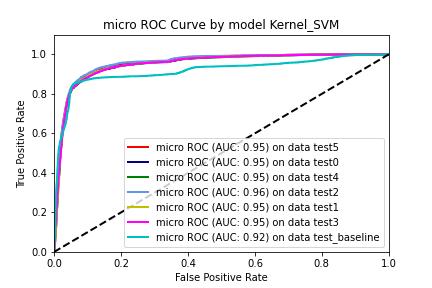 micro ROC Curve by model Kernel_SVM
1.0
0.8
0.6
0.4
0.2
0.0
True Positive Rate
micro ROC (AUC: 0.95) on data test5
micro ROC (AUC: 0.95) on data test0
micro ROC (AUC: 0.95) on data test4
micro ROC (AUC: 0.96) on data test2
micro ROC (AUC: 0.95) on data test1
micro ROC (AUC: 0.95) on data test3
micro ROC (AUC: 0.92) on data test_baseline
0.0 0.2 0.4 0.6 0.8 1.0
False Positive Rate